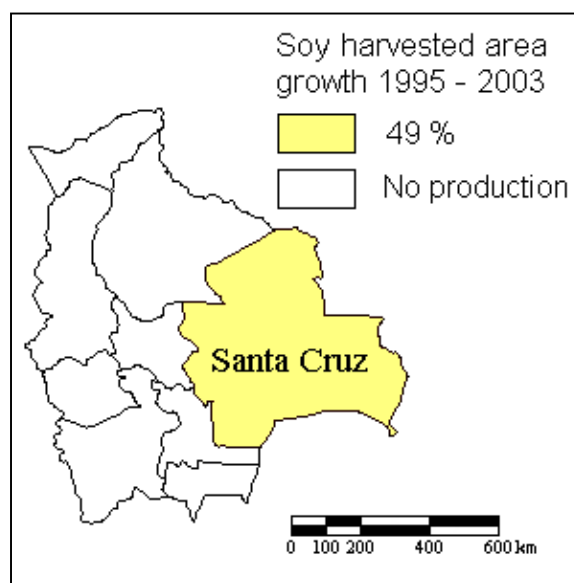 Soy harvested area
growth 1995 - 2003
49 %
No production
Santa Cruz
0 100 200 400 600 km